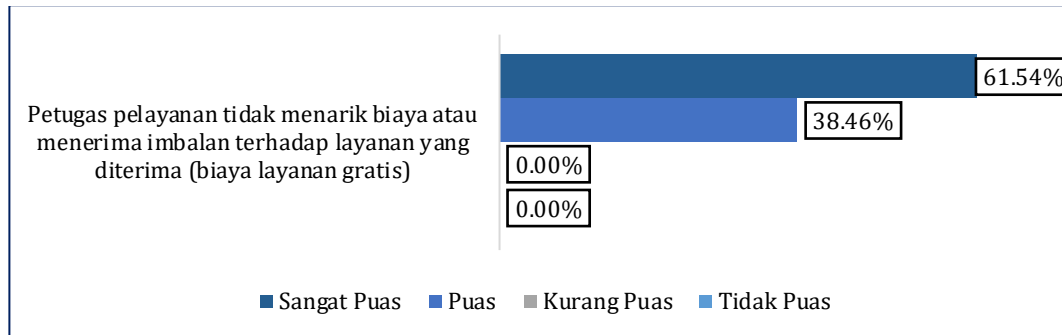 61.54%
Petugas pelayanan tidak menarik biaya atau
menerima imbalan terhadap layanan yang
diterima (biaya layanan gratis)
38.46%
0.00%
0.00%
Sangat Puas Puas Kurang Puas Tidak Puas